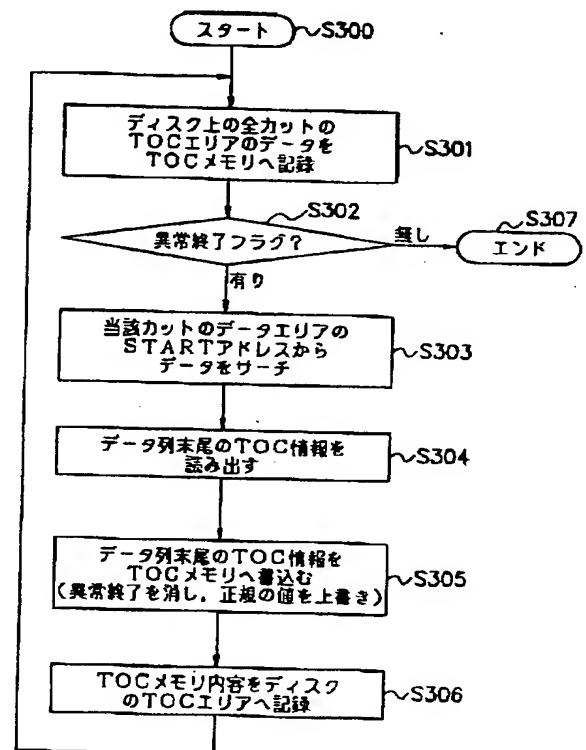 スタート
S300
ディスク上の全カットの
TOCエリアのデータを
TOCメモリへ記録
S301
S302
異常終了フラグ?
無し
S307
エンド
有り
当該カットのデータエリアの
STARTアドレスから
データをサーチ
S303
データ列末尾のTOC情報を
読み出す
S304
データ列末尾のTOC情報を
TOCメモリへ書込む
(異常終了を消し,正規の値を上書き)
S305
TOCメモリ内容をディスク
のTOCエリアへ記録
S306